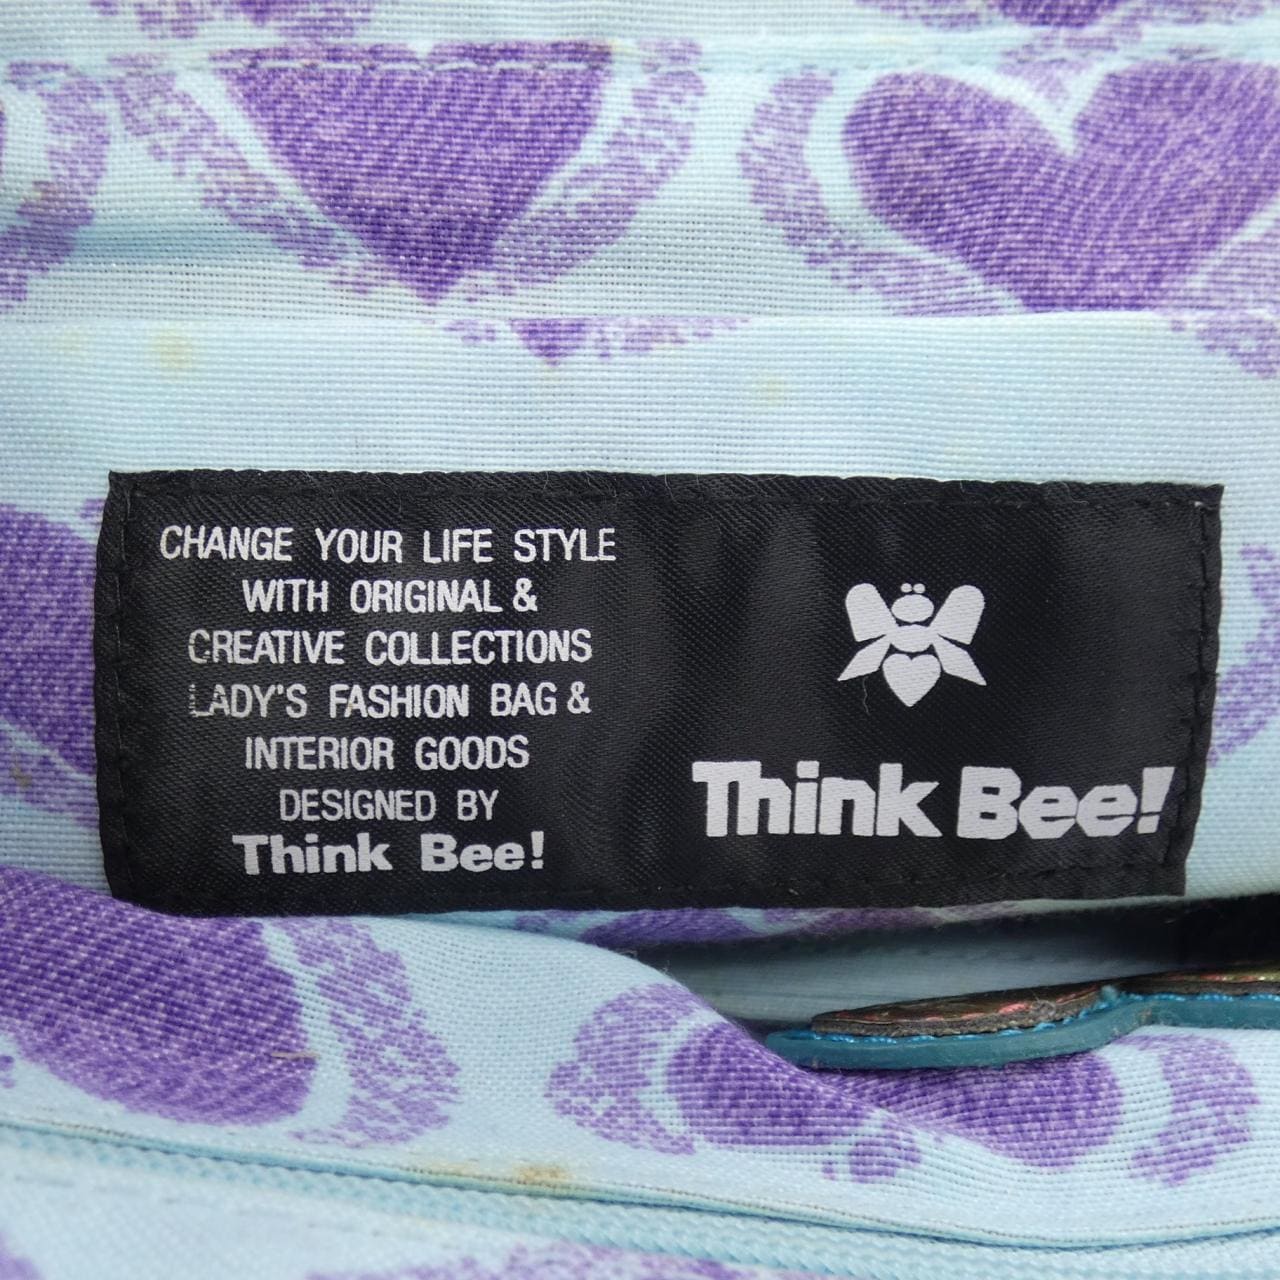 CHANGE YOUR LIFE STYLE
WITH ORIGINAL &
CREATIVE COLLECTIONS
LADY'S FASHION BAG &
INTERIOR GOODS
DESIGNED BY
Think Bee!
Think Bee!